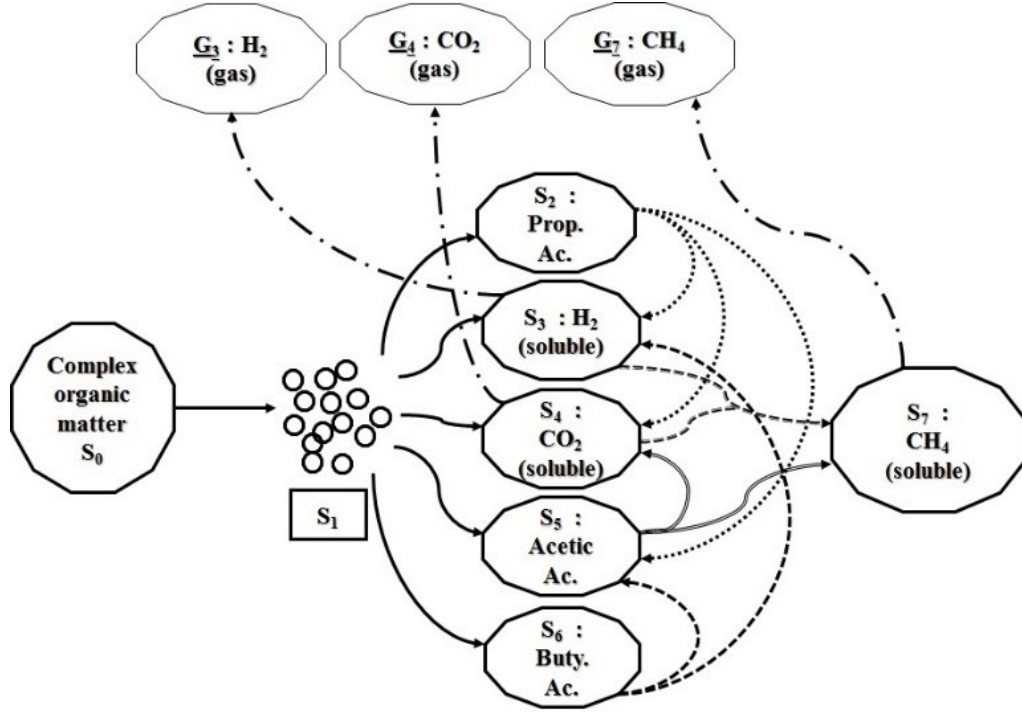 G₃ : H₂
(gas)
G₄ : CO₂
(gas)
G₇ : CH₄
(gas)
S₂ :
Prop.
Ac.
S₃ : H₂
(soluble)
Complex
organic
matter
S₀
S₁
S₄ :
CO₂
(soluble)
S₇ :
CH₄
(soluble)
S₅ :
Acetic
Ac.
S₆ :
Buty.
Ac.